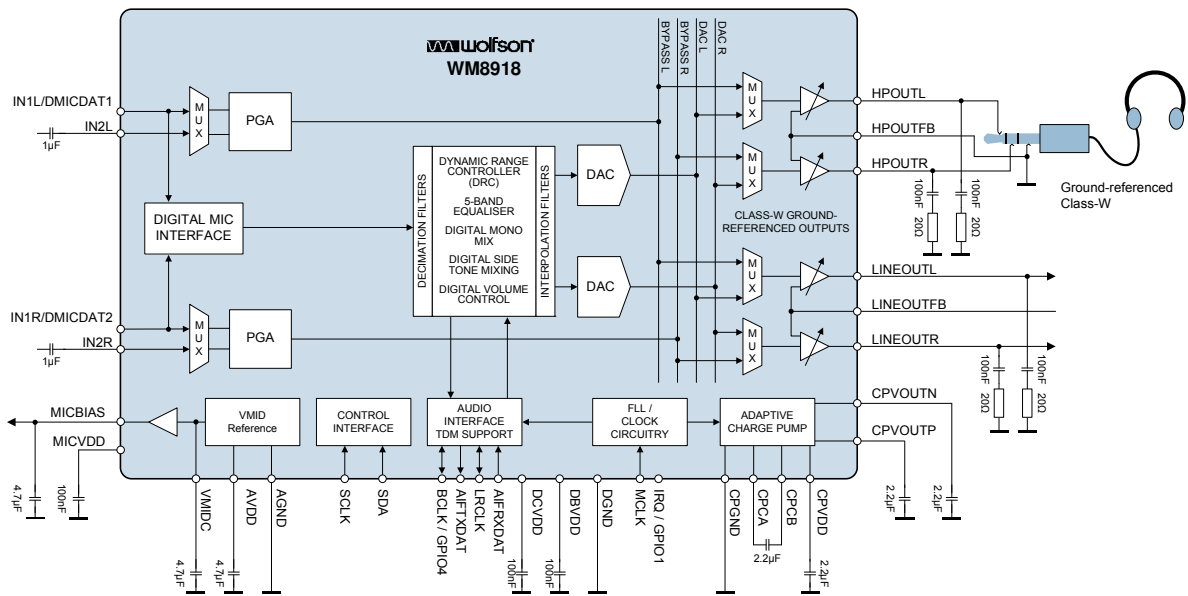 wolfson
WM8918
BYPASS L
BYPASS R
DAC L
DAC R
IN1L/DMICDAT1
IN2L
1µF
MUX
PGA
DIGITAL MIC
INTERFACE
IN1R/DMICDAT2
IN2R
1µF
MUX
PGA
DECIMATION FILTERS
DYNAMIC RANGE
CONTROLLER
(DRC)
5-BAND
EQUALISER
DIGITAL MONO
MIX
DIGITAL SIDE
TONE MIXING
DIGITAL VOLUME
CONTROL
INTERPOLATION FILTERS
DAC
DAC
MUX
MUX
CLASS-W GROUND-
REFERENCED OUTPUTS
MUX
MUX
HPOUTL
HPOUTFB
HPOUTR
100nF
20Ω
100nF
20Ω
Ground-referenced
Class-W
LINEOUTL
LINEOUTFB
LINEOUTR
100nF
20Ω
100nF
20Ω
MICBIAS
MICVDD
4.7µF
100nF
VMID
Reference
CONTROL
INTERFACE
AUDIO
INTERFACE
TDM SUPPORT
FLL /
CLOCK
CIRCUITRY
ADAPTIVE
CHARGE PUMP
CPVOUTN
CPVOUTP
2.2µF
2.2µF
VMIDC
AVDD
AGND
SCLK
SDA
BCLK / GPIO4
AIFTXDAT
LRCLK
AIFRXDAT
DCVDD
DBVDD
DGND
MCLK
IRQ / GPIO1
CPGND
CPCA
CPCB
CPVDD
4.7µF
4.7µF
100nF
100nF
2.2µF
2.2µF